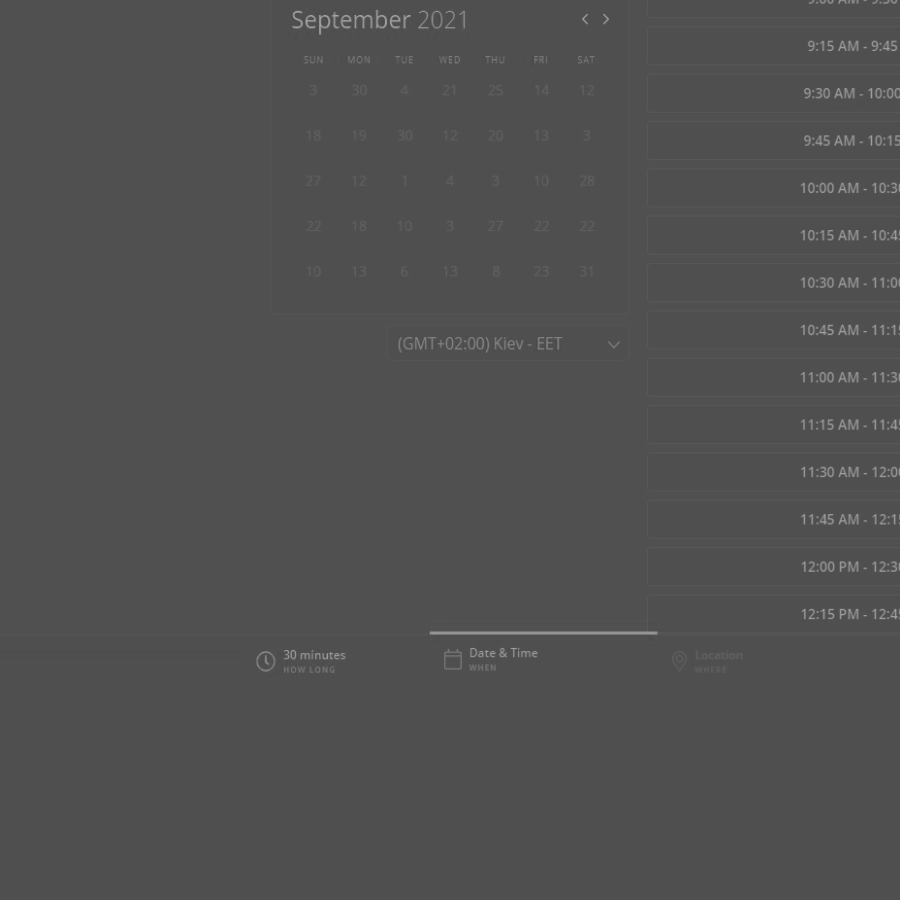 September 2021
SUN MON TUE WED THU FRI SAT
3 30 4 21 25 14 12
18 19 30 12 20 13 3
27 12 1 4 3 10 28
22 18 10 3 27 22 22
10 13 6 13 8 23 31
(GMT+02:00) Kiev - EET
9:15 AM - 9:45
9:30 AM - 10:00
9:45 AM - 10:15
10:00 AM - 10:30
10:15 AM - 10:45
10:30 AM - 11:00
10:45 AM - 11:15
11:00 AM - 11:30
11:15 AM - 11:45
11:30 AM - 12:00
11:45 AM - 12:15
12:00 PM - 12:30
12:15 PM - 12:45
30 minutes
HOW LONG
Date & Time
WHEN
Location
WHERE